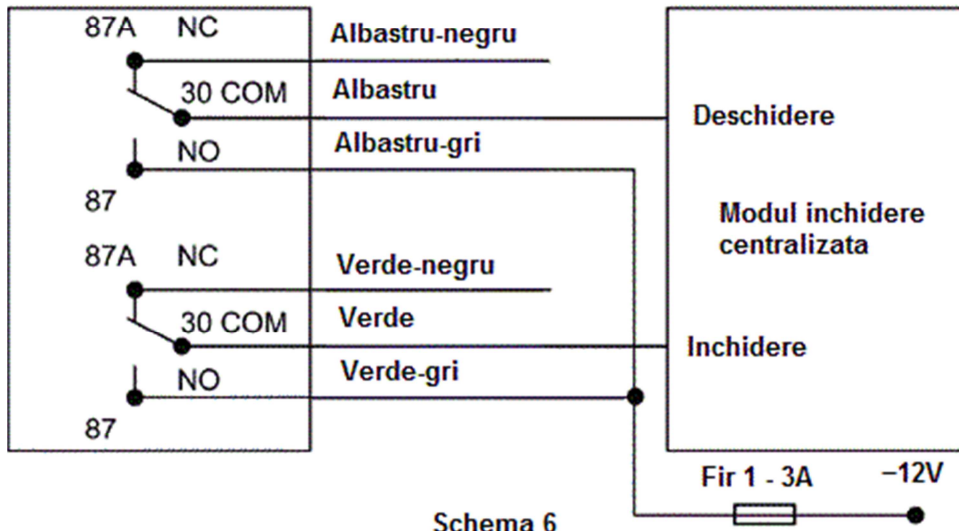 87A NC
Albastru-negru
30 COM
Albastru
Deschidere
NO
Albastru-gri
87
Modul inchidere
centralizata
87A NC
Verde-negru
30 COM
Verde
Inchidere
NO
Verde-gri
87
Fir 1 - 3A
–12V
Schema 6